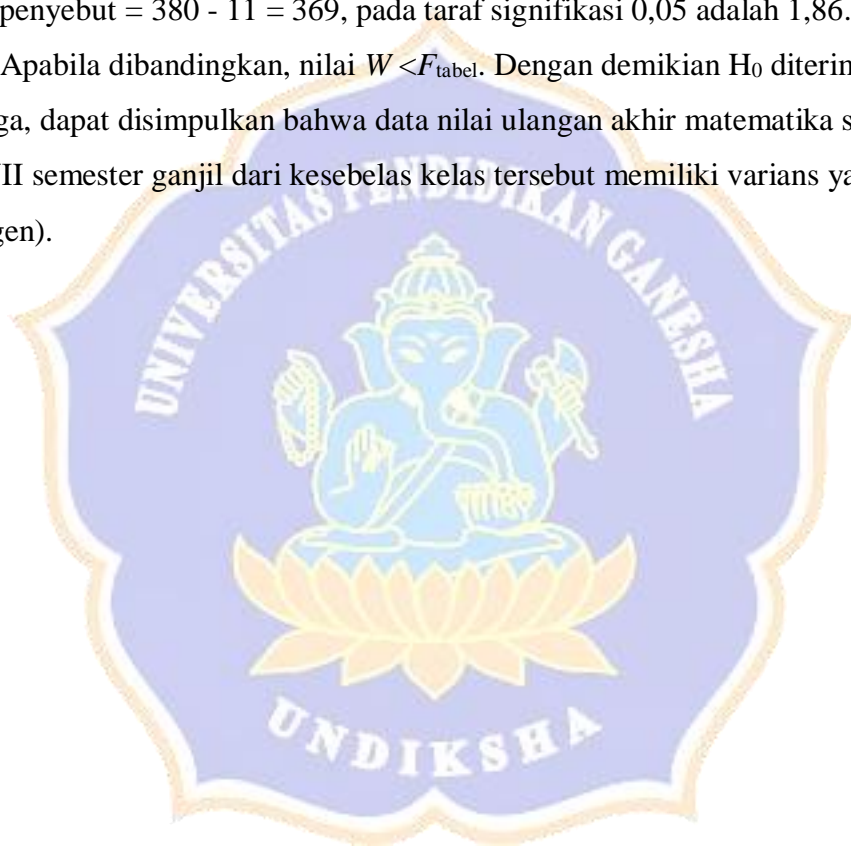 penyebut = 380 - 11 = 369, pada taraf signifikasi 0,05 adalah 1,86.
Apabila dibandingkan, nilai W <Ftabel. Dengan demikian H0 diterim
ga, dapat disimpulkan bahwa data nilai ulangan akhir matematika s
II semester ganjil dari kesebelas kelas tersebut memiliki varians ya
gen).
UNIVERSITAS PENDIDIKAN GANESHA
UNDIKSHA